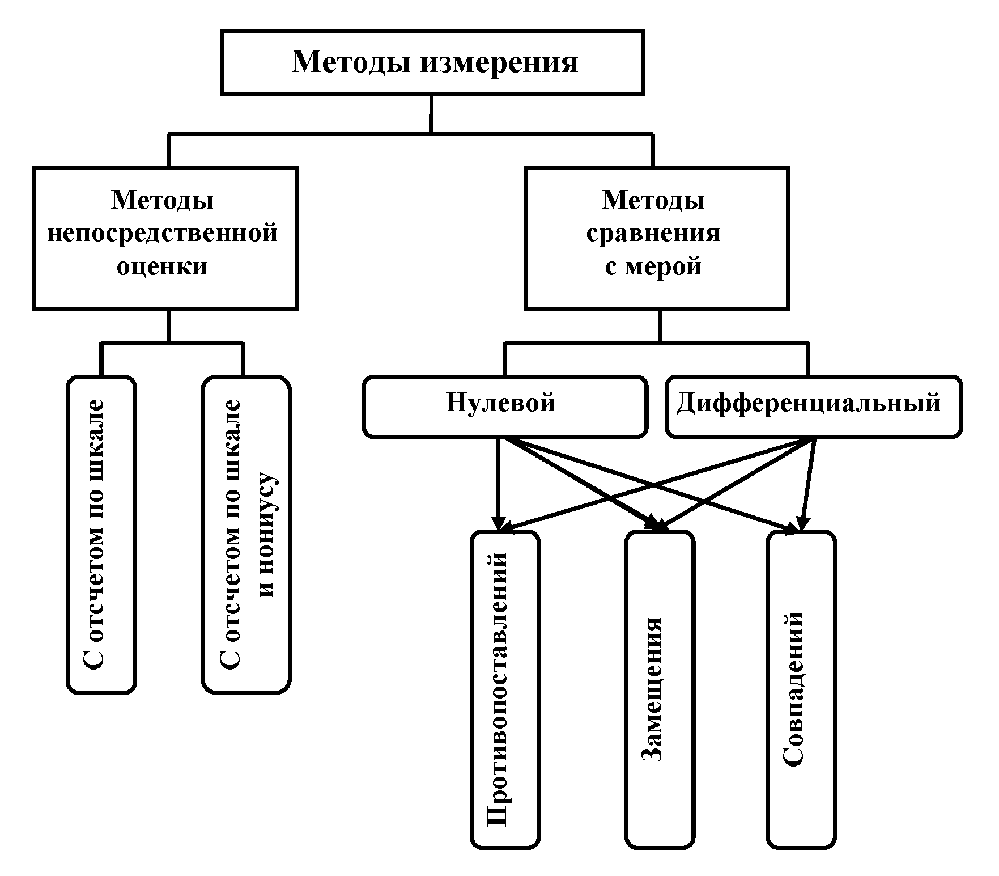 Методы измерения
Методы
непосредственной
оценки
Методы
сравнения
с мерой
С отсчетом по шкале
С отсчетом по шкале
и нониусу
Нулевой
Дифференциальный
Противопоставлений
Замещения
Совпадений